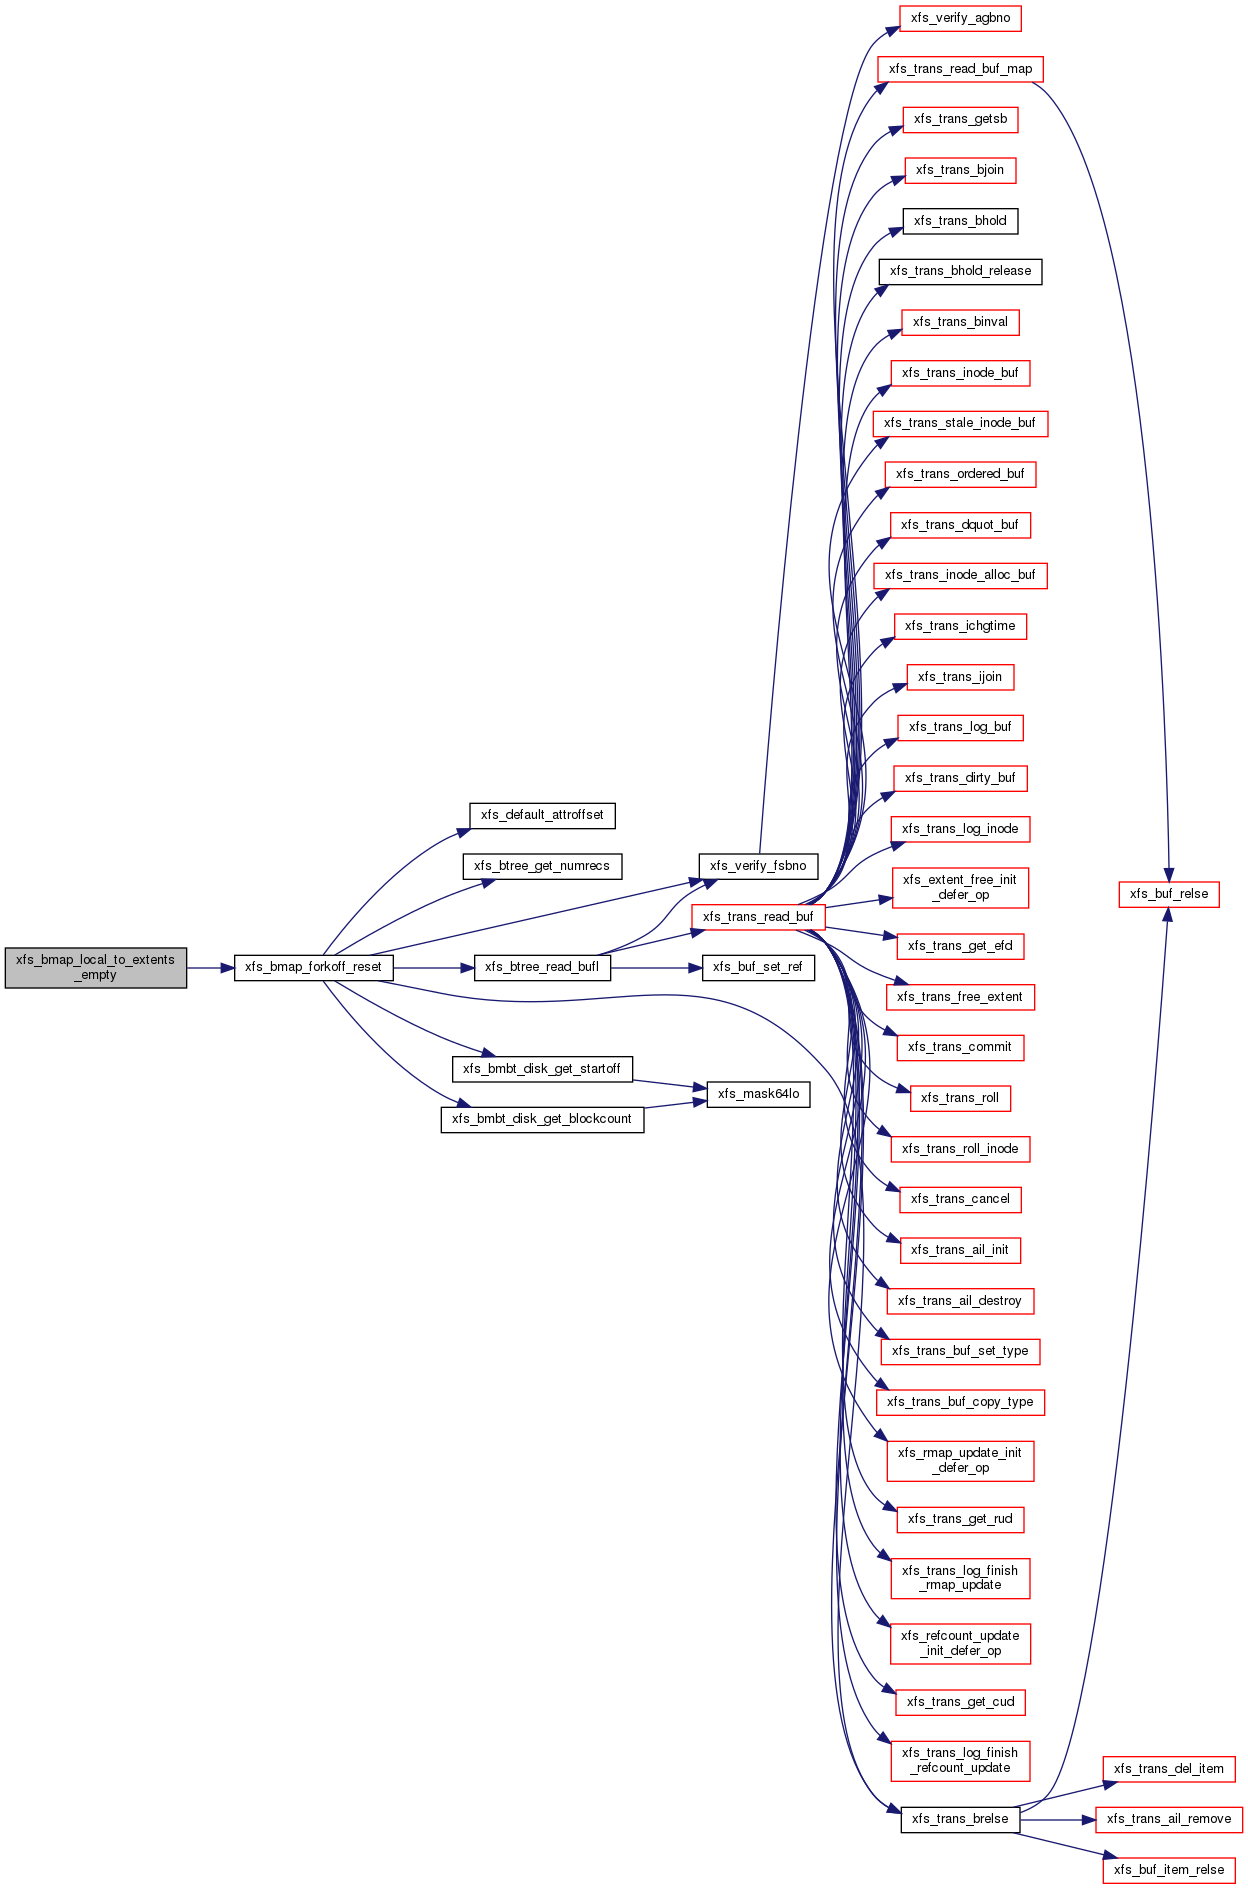 xfs_verify_agbno
xfs_trans_read_buf_map
xfs_trans_getsb
xfs_trans_bjoin
xfs_trans_bhold
xfs_trans_bhold_release
xfs_trans_binval
xfs_trans_inode_buf
xfs_trans_stale_inode_buf
xfs_trans_ordered_buf
xfs_trans_dquot_buf
xfs_trans_inode_alloc_buf
xfs_trans_ichgtime
xfs_trans_ijoin
xfs_trans_log_buf
xfs_trans_dirty_buf
xfs_default_attroffset
xfs_trans_log_inode
xfs_btree_get_numrecs
xfs_verify_fsbno
xfs_extent_free_init
_defer_op
xfs_buf_relse
xfs_trans_read_buf
xfs_trans_get_efd
xfs_bmap_local_to_extents
_empty
xfs_bmap_forkoff_reset
xfs_btree_read_bufl
xfs_buf_set_ref
xfs_trans_free_extent
xfs_trans_commit
xfs_bmbt_disk_get_startoff
xfs_mask64lo
xfs_trans_roll
xfs_bmbt_disk_get_blockcount
xfs_trans_roll_inode
xfs_trans_cancel
xfs_trans_ail_init
xfs_trans_ail_destroy
xfs_trans_buf_set_type
xfs_trans_buf_copy_type
xfs_rmap_update_init
_defer_op
xfs_trans_get_rud
xfs_trans_log_finish
_rmap_update
xfs_refcount_update
_init_defer_op
xfs_trans_get_cud
xfs_trans_log_finish
_refcount_update
xfs_trans_del_item
xfs_trans_brelse
xfs_trans_ail_remove
xfs_buf_item_relse